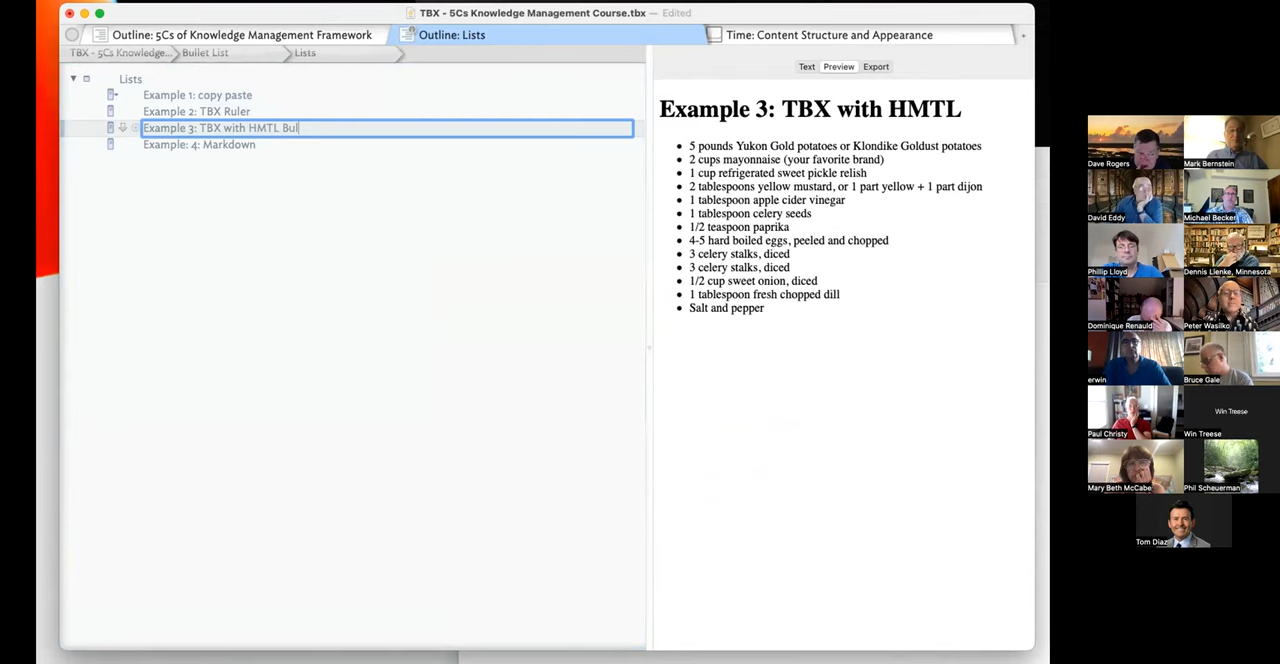 TBX - 5Cs Knowledge Management Course.tbx — Edited
Outline: 5Cs of Knowledge Management Framework
Outline: Lists
Time: Content Structure and Appearance
TBX - 5Cs Knowledge... Bullet List Lists
Text Preview Export
Lists
Example 1: copy paste
Example 2: TBX Ruler
Example 3: TBX with HMTL Bul
Example: 4: Markdown
Example 3: TBX with HMTL
• 5 pounds Yukon Gold potatoes or Klondike Goldust potatoes
• 2 cups mayonnaise (your favorite brand)
• 1 cup refrigerated sweet pickle relish
• 2 tablespoons yellow mustard, or 1 part yellow + 1 part dijon
• 1 tablespoon apple cider vinegar
• 1 tablespoon celery seeds
• 1/2 teaspoon paprika
• 4-5 hard boiled eggs, peeled and chopped
• 3 celery stalks, diced
• 3 celery stalks, diced
• 1/2 cup sweet onion, diced
• 1 tablespoon fresh chopped dill
• Salt and pepper
Dave Rogers
Mark Bernstein
David Eddy
Michael Becker
Phillip Lloyd
Dennis Lienke, Minnesota
Dominique Renauld
Peter Wasilko
erwin
Bruce Gale
Paul Christy
Win Treese
Win Treese
Mary Beth McCabe
Phil Scheuerman
Tom Diaz